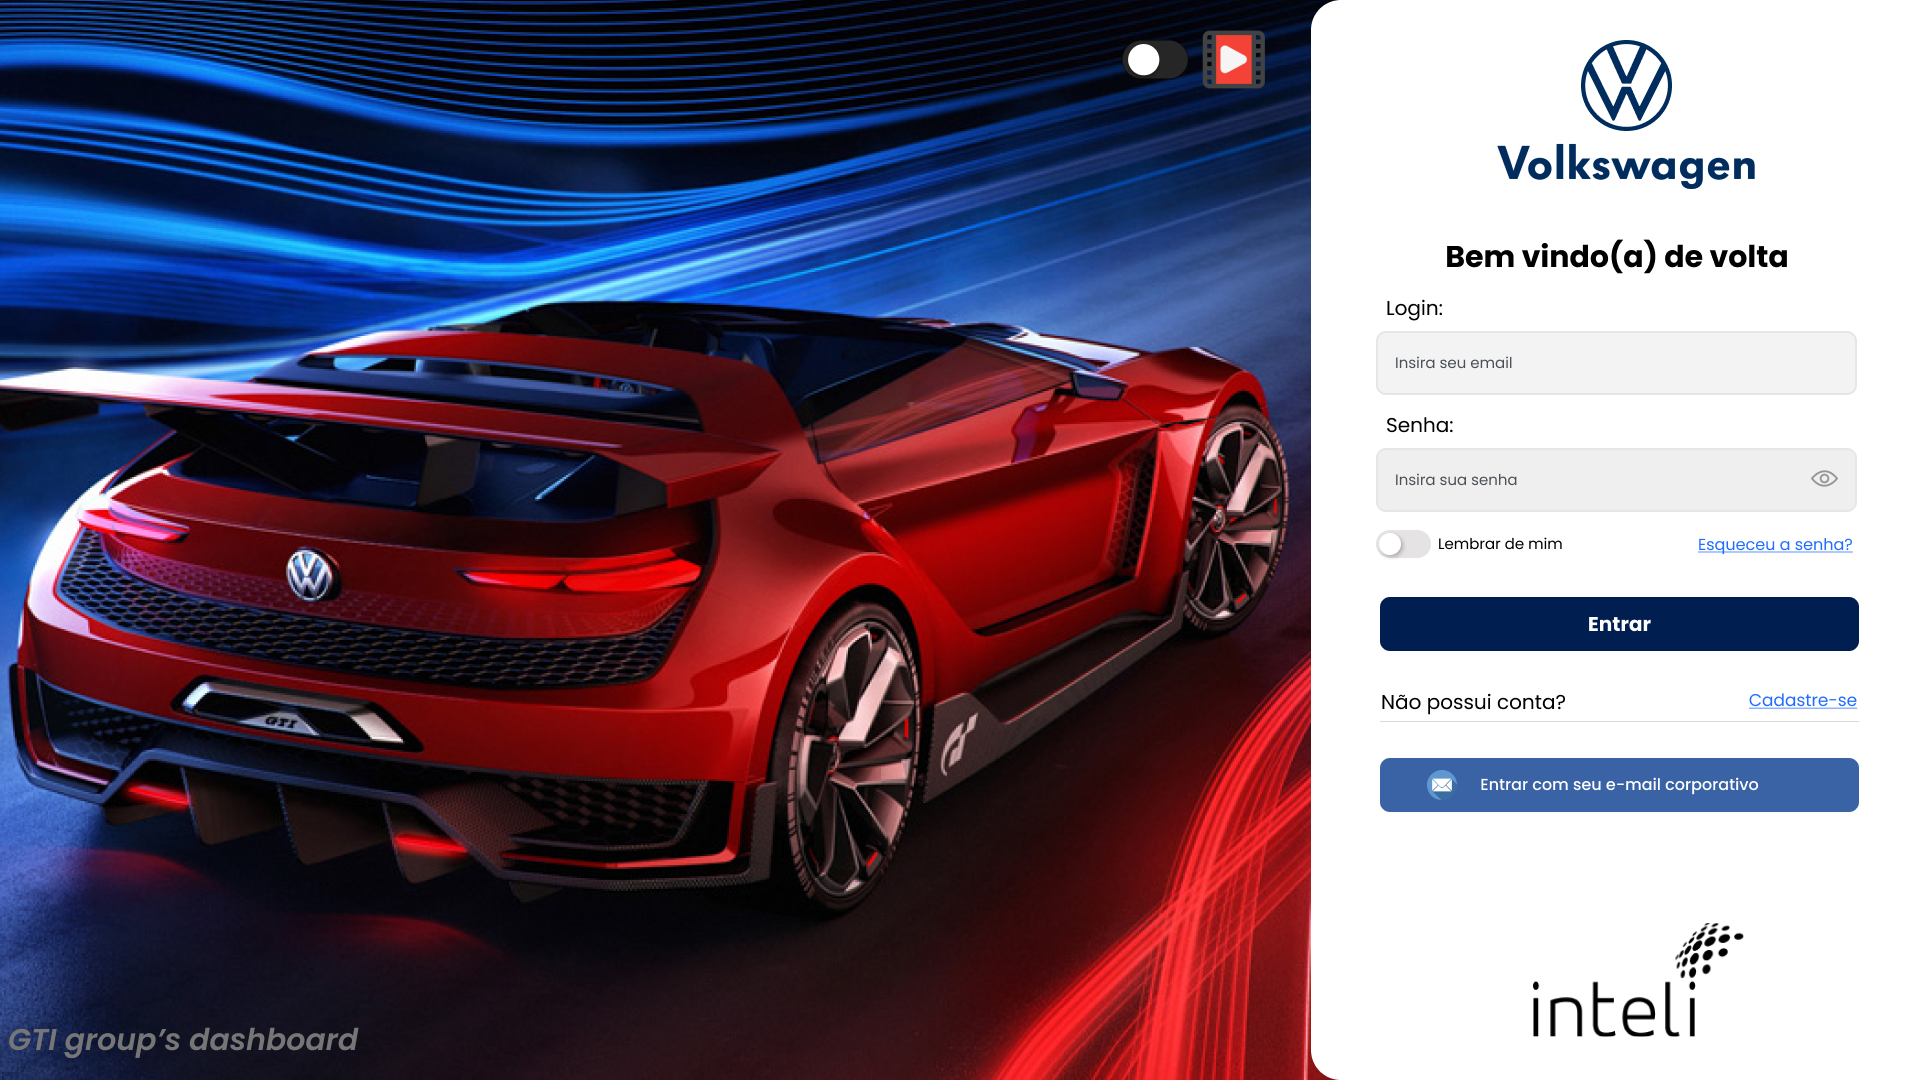 Volkswagen
Bem vindo(a) de volta
Login:
Insira seu email
Senha:
Insira sua senha
Lembrar de mim
Esqueceu a senha?
Entrar
Não possui conta?
Cadastre-se
Entrar com seu e-mail corporativo
inteli
GTI
GTI group’s dashboard